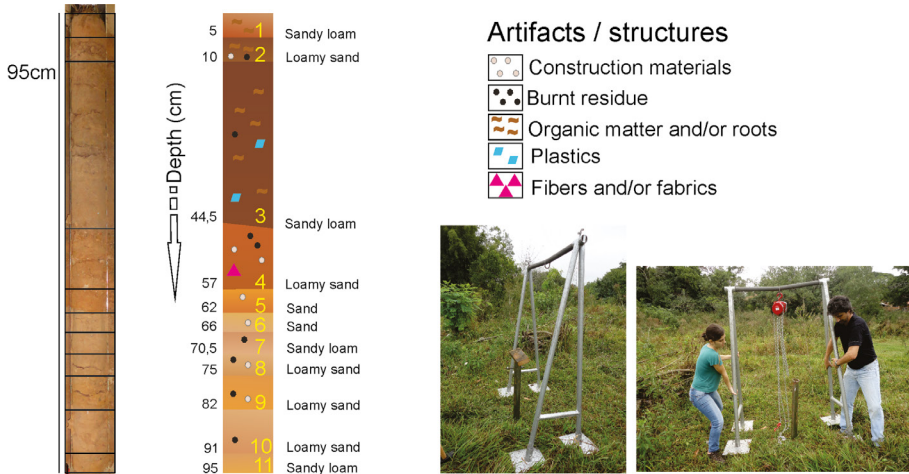 95cm
Depth (cm)
5
1
Sandy loam
10
2
Loamy sand
44,5
3
Sandy loam
57
4
Loamy sand
62
5
Sand
66
6
Sand
70,5
7
Sandy loam
75
8
Loamy sand
82
9
Loamy sand
91
10
Loamy sand
95
11
Sandy loam
Artifacts / structures
Construction materials
Burnt residue
Organic matter and/or roots
Plastics
Fibers and/or fabrics